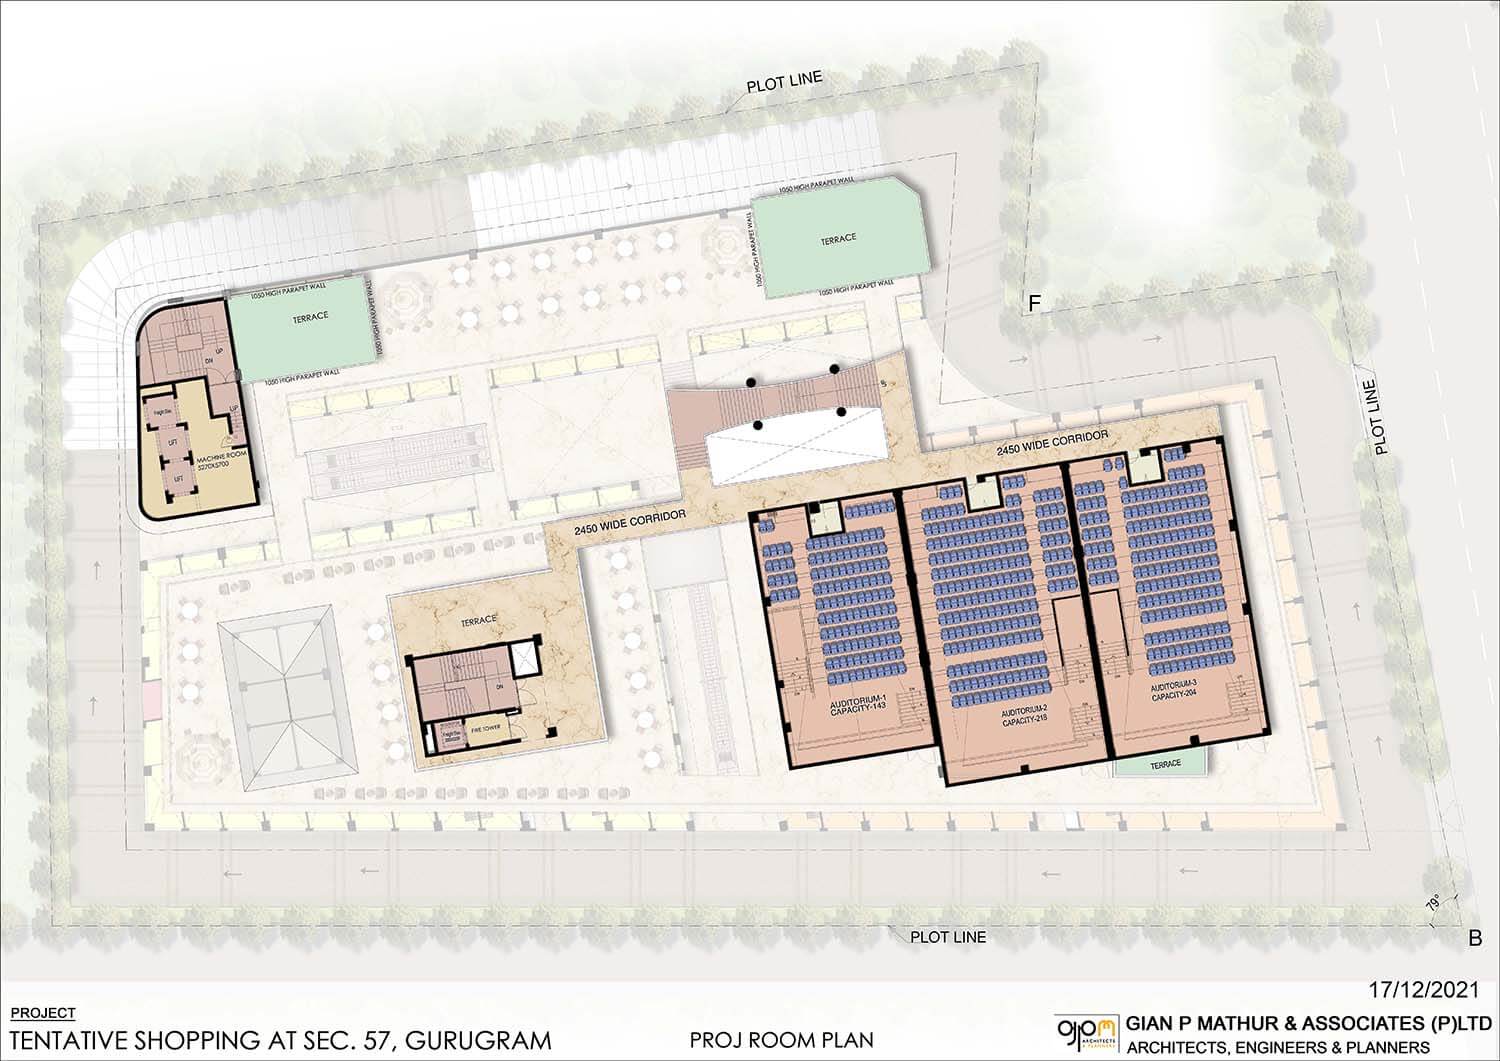 PLOT LINE
1050 HIGH PARAPET WALL
TERRACE
1050 HIGH PARAPET WALL
1050 HIGH PARAPET WALL
1050 HIGH PARAPET WALL
TERRACE
1050 HIGH PARAPET WALL
1050 HIGH PARAPET WALL
F
UP
DN
UP
LIFT
LIFT
MACHINE ROOM
5270X5700
PLOT LINE
2450 WIDE CORRIDOR
2450 WIDE CORRIDOR
TERRACE
DN
FIRE TOWER
AUDITORIUM-1
CAPACITY-143
AUDITORIUM-2
CAPACITY-218
AUDITORIUM-3
CAPACITY-204
TERRACE
79°
B
PLOT LINE
17/12/2021
PROJECT
TENTATIVE SHOPPING AT SEC. 57, GURUGRAM
PROJ ROOM PLAN
gpm
ARCHITECTS
& PLANNERS
GIAN P MATHUR & ASSOCIATES (P)LTD
ARCHITECTS, ENGINEERS & PLANNERS